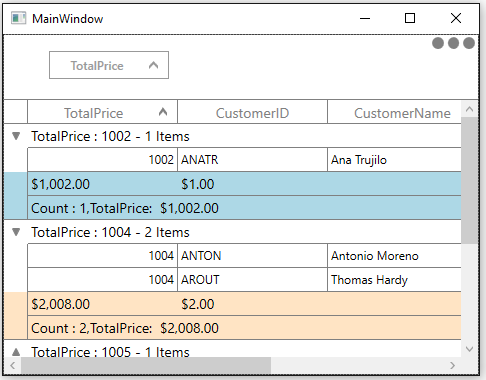 MainWindow
TotalPrice
TotalPrice CustomerID CustomerName
TotalPrice : 1002 - 1 Items
1002 ANATR Ana Trujilo
$1,002.00 $1.00
Count : 1,TotalPrice: $1,002.00
TotalPrice : 1004 - 2 Items
1004 ANTON Antonio Moreno
1004 AROUT Thomas Hardy
$2,008.00 $2.00
Count : 2,TotalPrice: $2,008.00
TotalPrice : 1005 - 1 Items